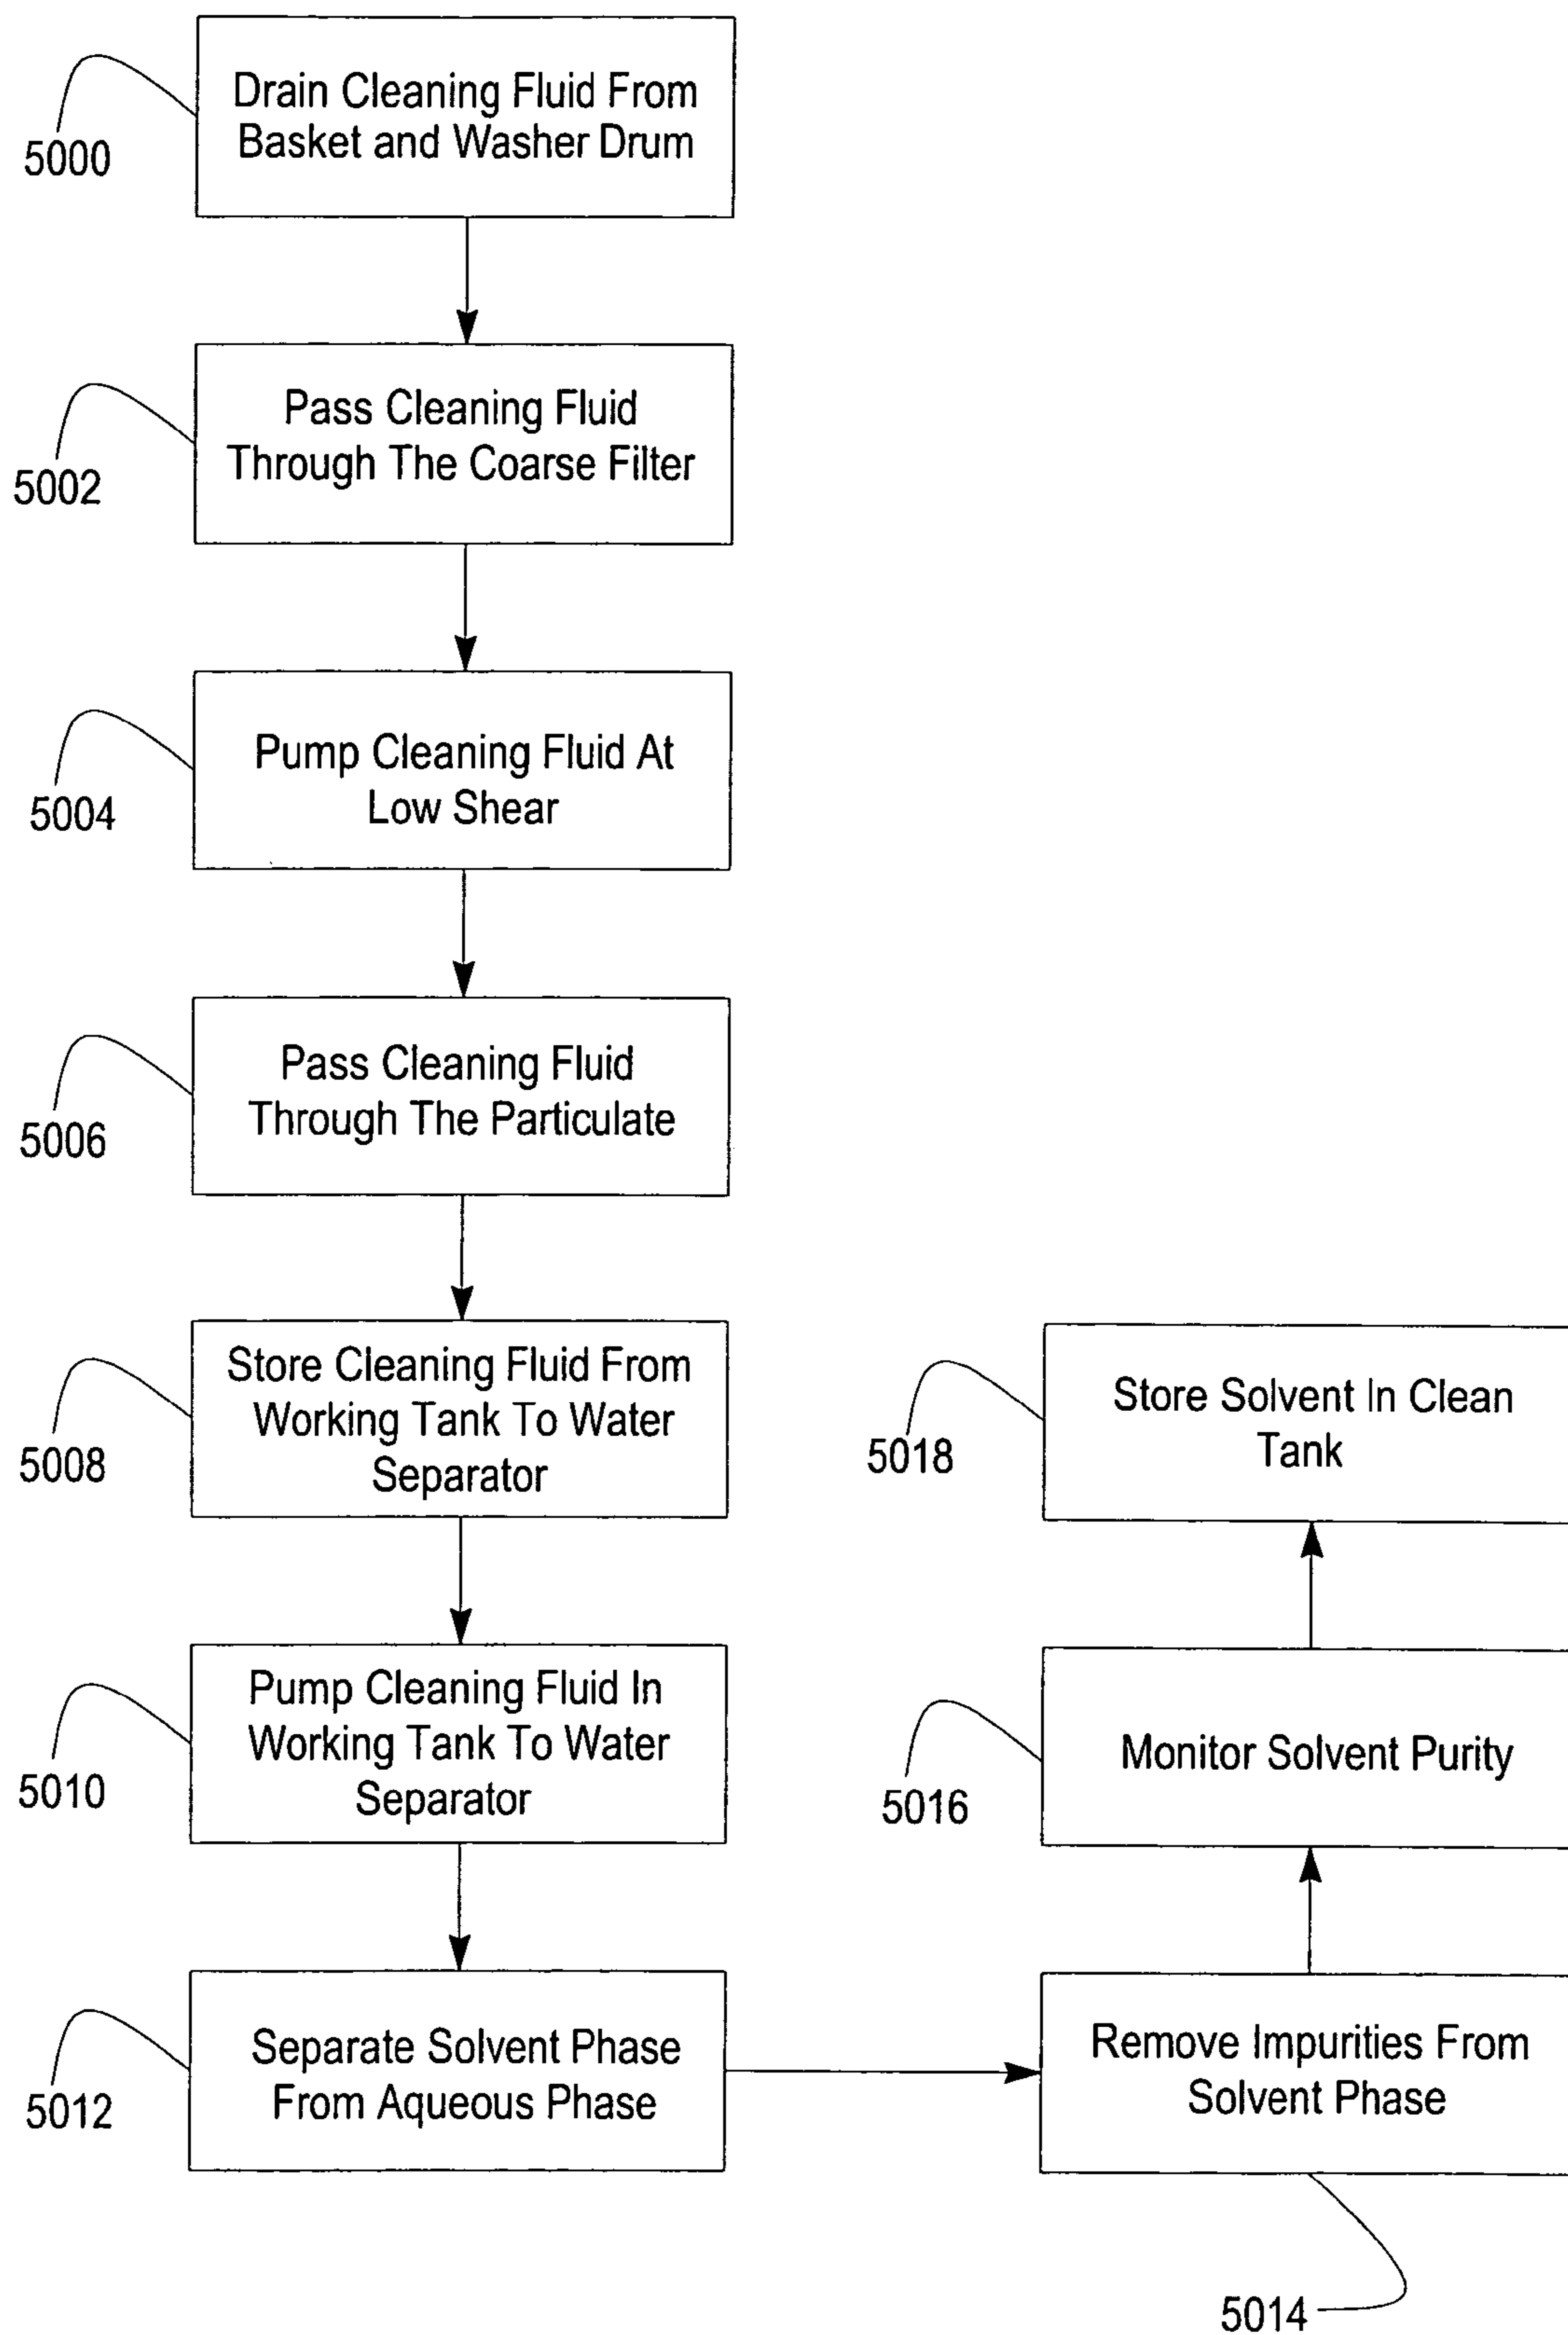 Drain Cleaning Fluid From
Basket and Washer Drum
5000
Pass Cleaning Fluid
Through The Coarse Filter
5002
Pump Cleaning Fluid At
Low Shear
5004
Pass Cleaning Fluid
Through The Particulate
5006
Store Cleaning Fluid From
Working Tank To Water
Separator
5008
Pump Cleaning Fluid In
Working Tank To Water
Separator
5010
Separate Solvent Phase
From Aqueous Phase
5012
Remove Impurities From
Solvent Phase
5014
Monitor Solvent Purity
5016
Store Solvent In Clean
Tank
5018